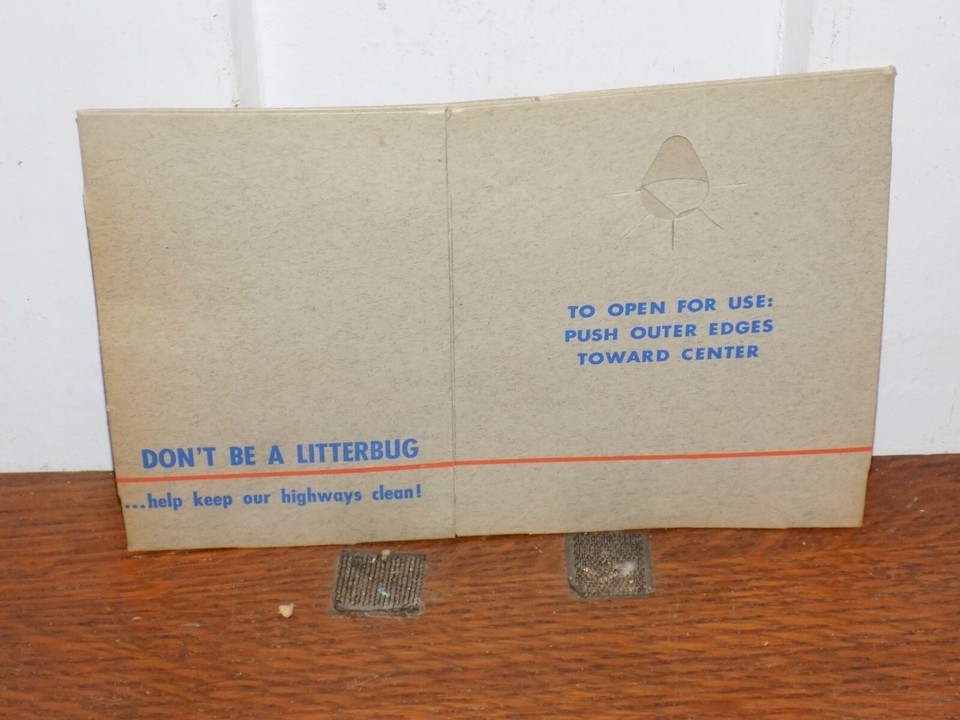 DON'T BE A LITTERBUG
...help keep our highways clean!
TO OPEN FOR USE:
PUSH OUTER EDGES
TOWARD CENTER